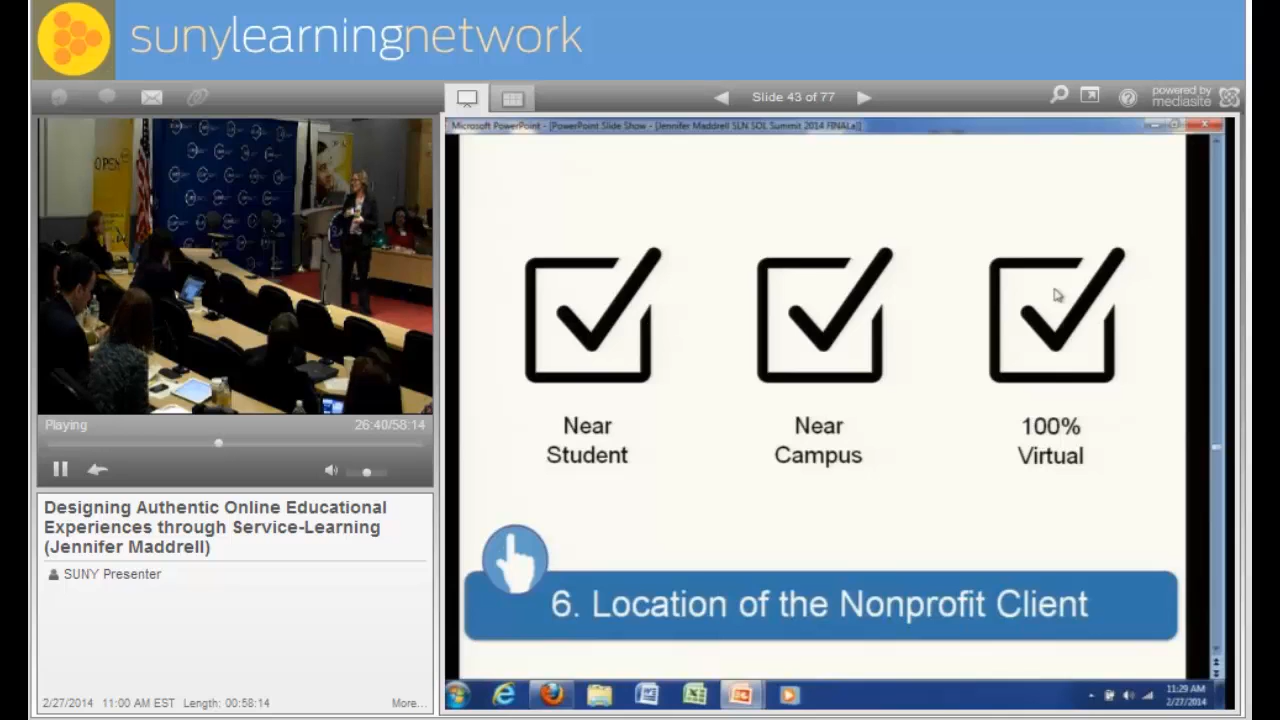 sunylearningnetwork
Slide 43 of 77
powered by
mediasite
Microsoft PowerPoint - [PowerPoint Slide Show - [Jennifer Maddrell SLN SOL Summit 2014 FINALa]]
OPEN
Near
Student
Near
Campus
100%
Virtual
6. Location of the Nonprofit Client
Playing
26:40/58:14
Designing Authentic Online Educational
Experiences through Service-Learning
(Jennifer Maddrell)
SUNY Presenter
2/27/2014 11:00 AM EST Length: 00:58:14
More...
11:29 AM
2/27/2014